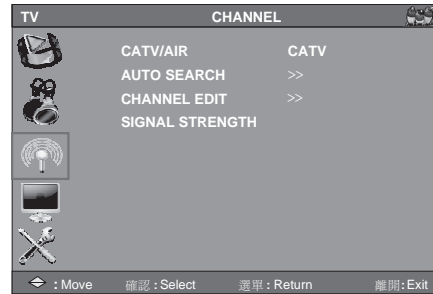 TV CHANNEL
CATV/AIR CATV
AUTO SEARCH >>
CHANNEL EDIT >>
SIGNAL STRENGTH
: Move 確認 : Select 選單 : Return 離開 : Exit